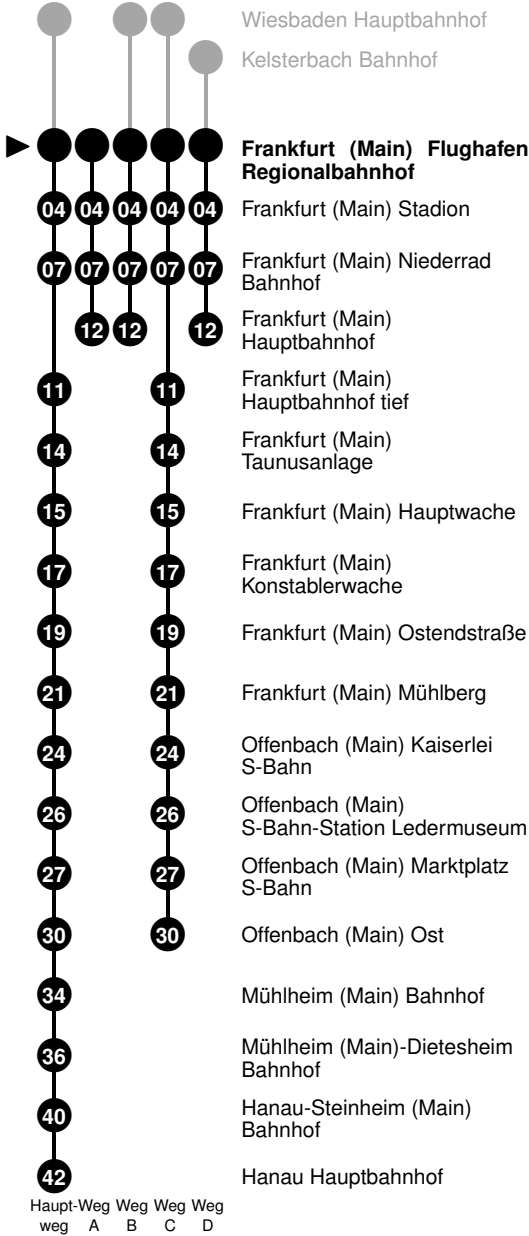 Wiesbaden Hauptbahnhof
Kelsterbach Bahnhof
Frankfurt (Main) Flughafen
Regionalbahnhof
04 04 04 04 04 Frankfurt (Main) Stadion
07 07 07 07 07 Frankfurt (Main) Niederrad
Bahnhof
12 12 12 Frankfurt (Main)
Hauptbahnhof
11 11 Frankfurt (Main)
Hauptbahnhof tief
14 14 Frankfurt (Main)
Taunusanlage
15 15 Frankfurt (Main) Hauptwache
17 17 Frankfurt (Main)
Konstablerwache
19 19 Frankfurt (Main) Ostendstraße
21 21 Frankfurt (Main) Mühlberg
24 24 Offenbach (Main) Kaiserlei
S-Bahn
26 26 Offenbach (Main)
S-Bahn-Station Ledermuseum
27 27 Offenbach (Main) Marktplatz
S-Bahn
30 30 Offenbach (Main) Ost
34 Mühlheim (Main) Bahnhof
36 Mühlheim (Main)-Dietesheim
Bahnhof
40 Hanau-Steinheim (Main)
Bahnhof
42 Hanau Hauptbahnhof
Haupt- Weg Weg Weg Weg
weg A B C D